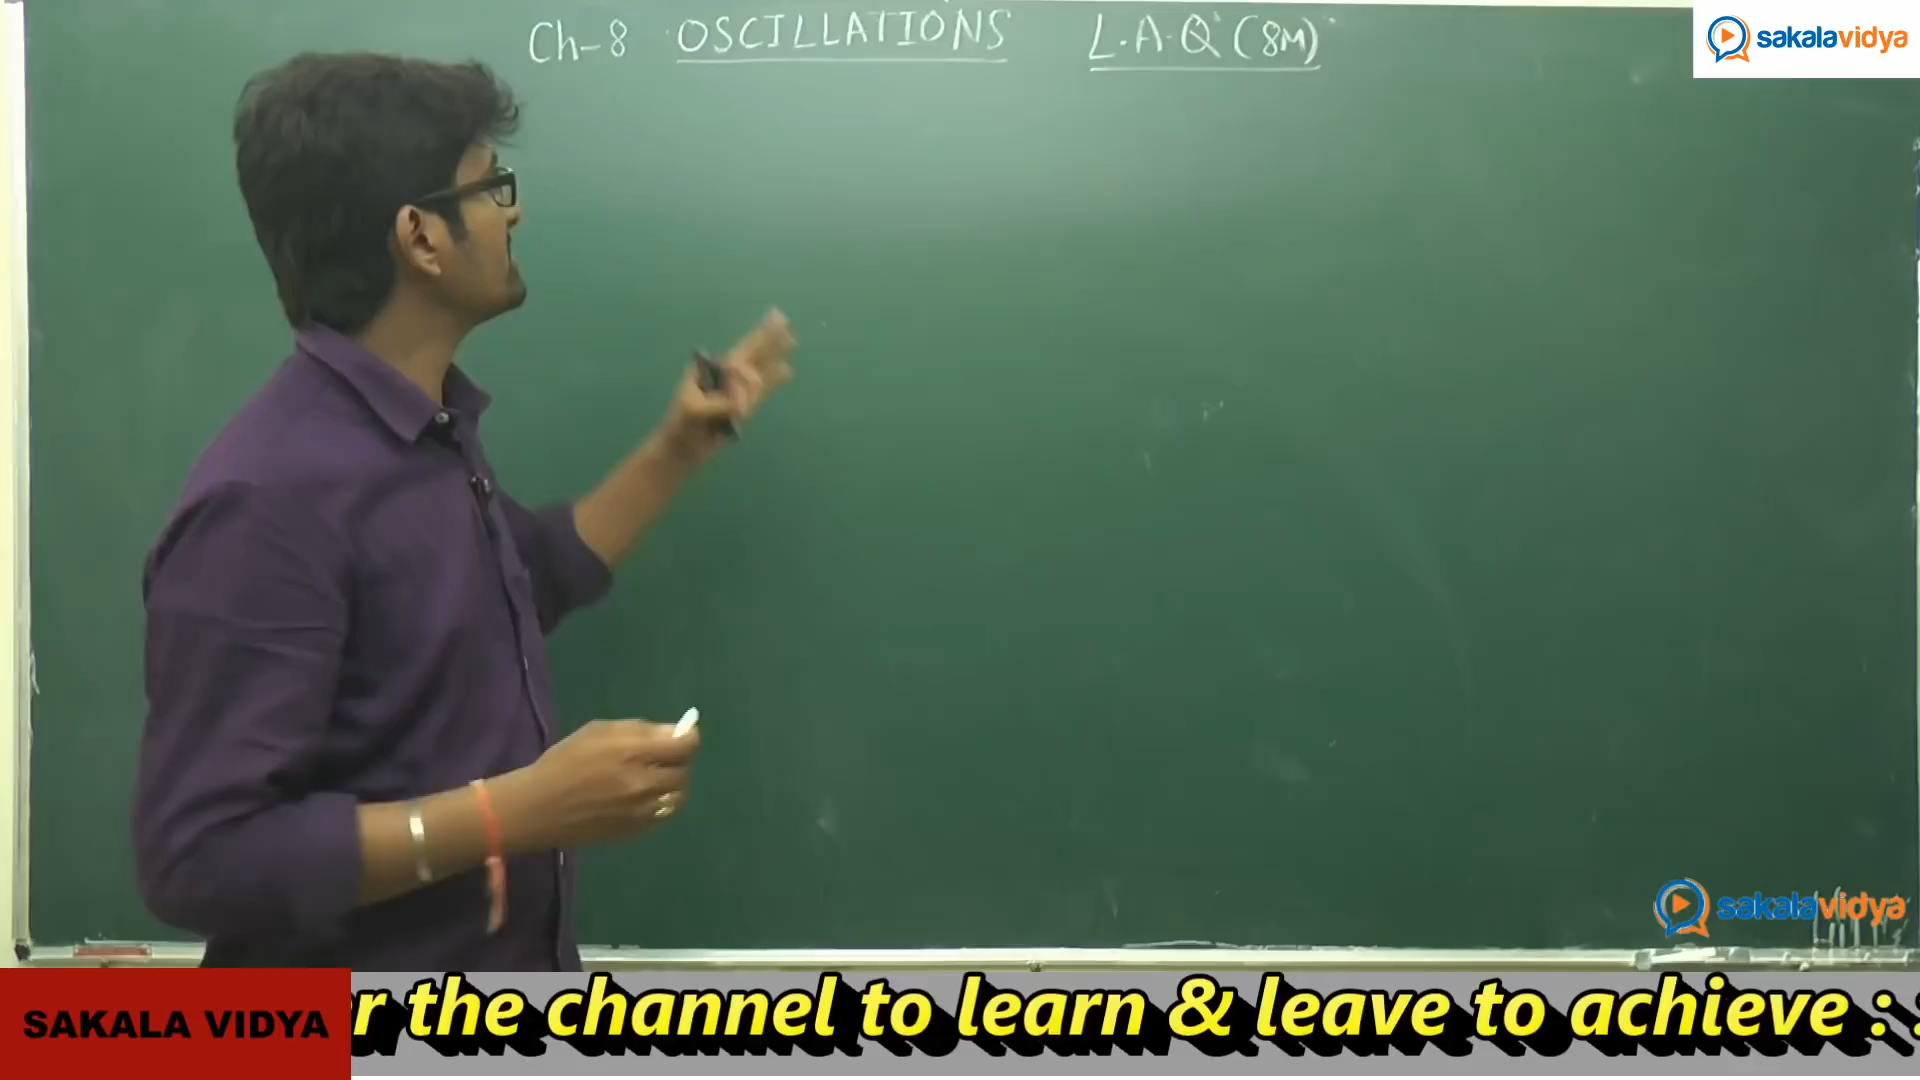 Ch-8 OSCILLATIONS L.A.Q (8M)
sakalavidya
sakalavidya
SAKALA VIDYA
r the channel to learn & leave to achieve :